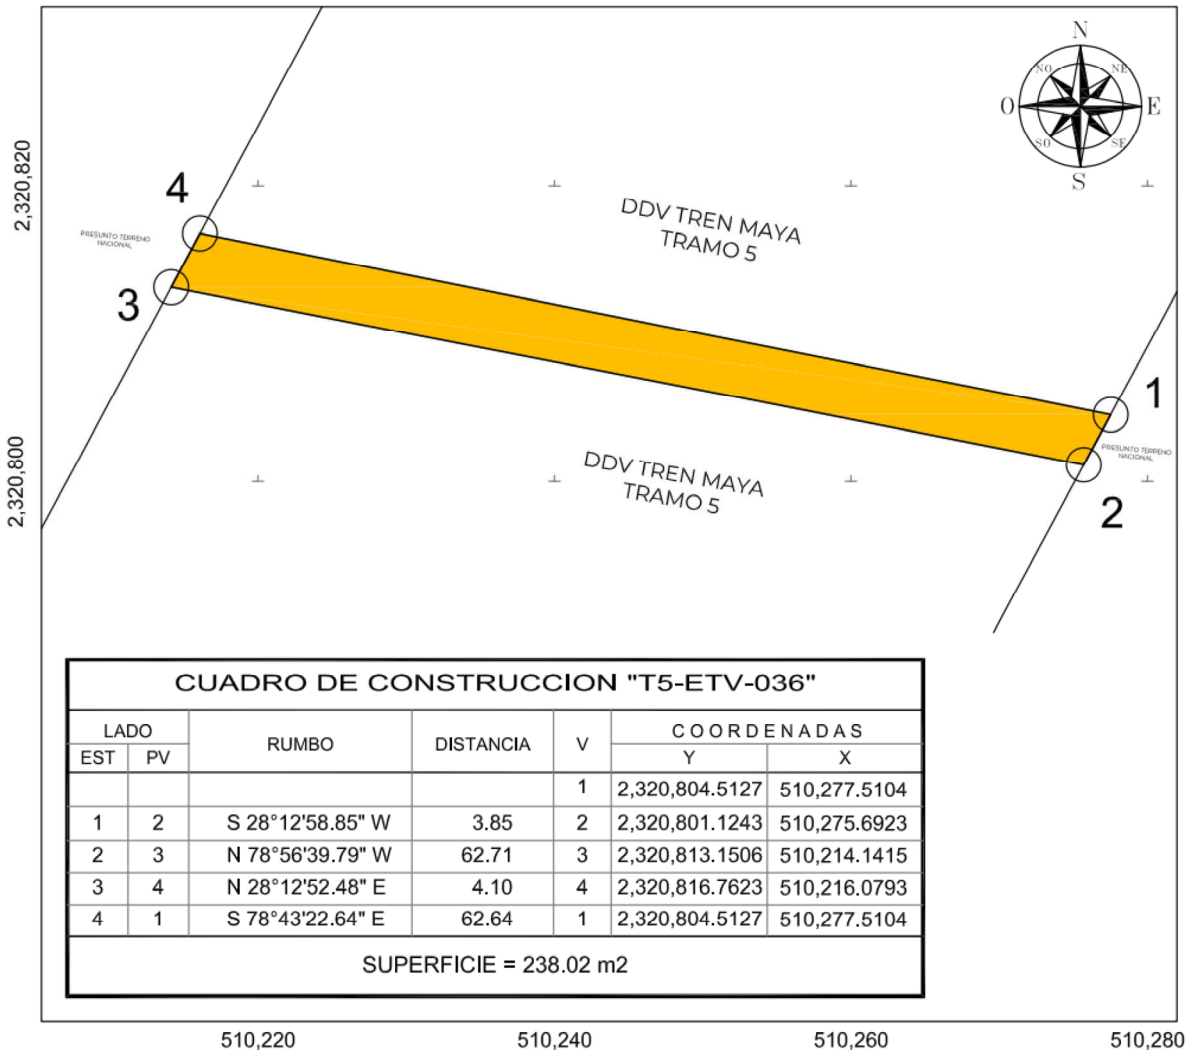 N
NO
NE
O
E
SO
SE
S
2,320,820
4
PRESUNTO TERRENO
NACIONAL
3
DDV TREN MAYA
TRAMO 5
1
PRESUNTO TERRENO
NACIONAL
2
2,320,800
DDV TREN MAYA
TRAMO 5
CUADRO DE CONSTRUCCION "T5-ETV-036"
LADO RUMBO DISTANCIA V COORDENADAS
EST PV Y X
1 2,320,804.5127 510,277.5104
1 2 S 28°12'58.85" W 3.85 2 2,320,801.1243 510,275.6923
2 3 N 78°56'39.79" W 62.71 3 2,320,813.1506 510,214.1415
3 4 N 28°12'52.48" E 4.10 4 2,320,816.7623 510,216.0793
4 1 S 78°43'22.64" E 62.64 1 2,320,804.5127 510,277.5104
SUPERFICIE = 238.02 m2
510,220 510,240 510,260 510,280